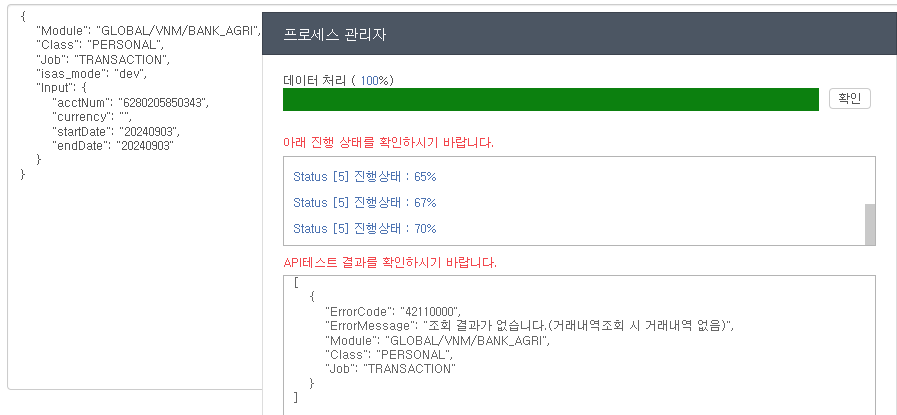 {
"Module": "GLOBAL/VNM/BANK_AGRI",
"Class": "PERSONAL",
"Job": "TRANSACTION",
"isas_mode": "dev",
"Input": {
"acctNum": "6280205850343",
"currency": "",
"startDate": "20240903",
"endDate": "20240903"
}
}
프로세스 관리자
데이터 처리 ( 100%)
확인
아래 진행 상태를 확인하시기 바랍니다.
Status [5] 진행상태 : 65%
Status [5] 진행상태 : 67%
Status [5] 진행상태 : 70%
API테스트 결과를 확인하시기 바랍니다.
[
{
"ErrorCode": "42110000",
"ErrorMessage": "조회 결과가 없습니다.(거래내역조회 시 거래내역 없음)",
"Module": "GLOBAL/VNM/BANK_AGRI",
"Class": "PERSONAL",
"Job": "TRANSACTION"
}
]